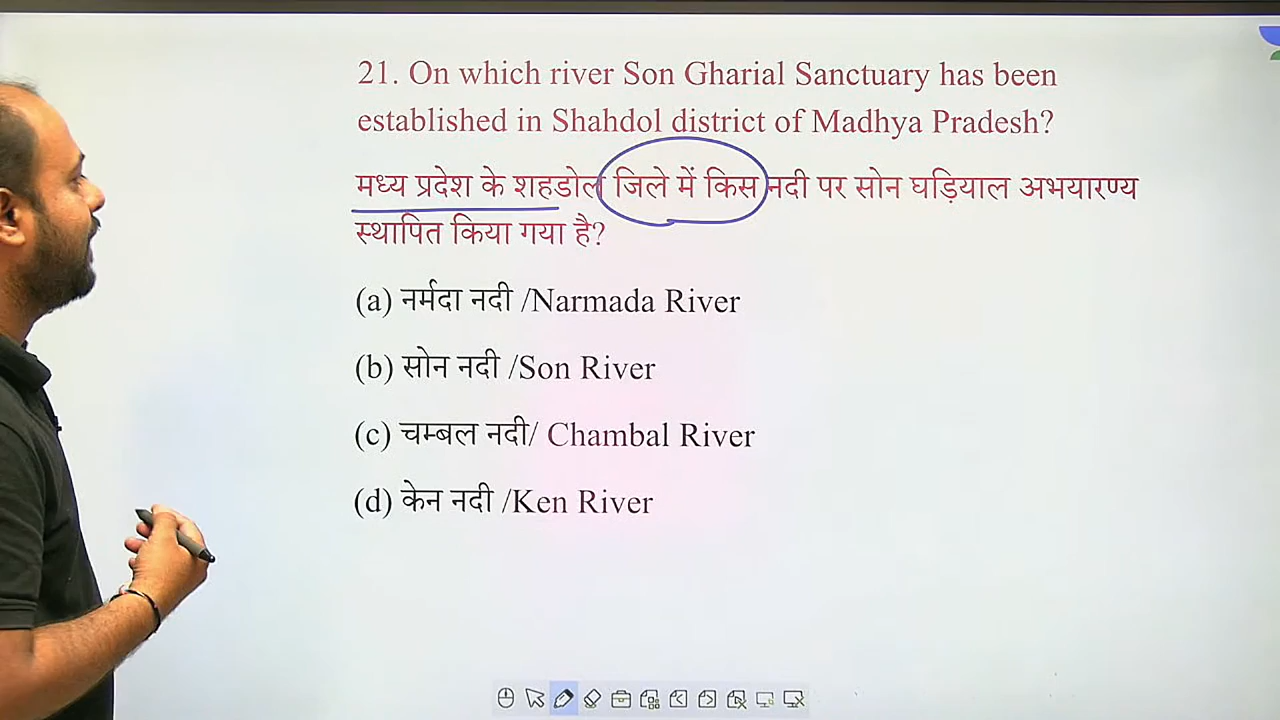 21. On which river Son Gharial Sanctuary has been
established in Shahdol district of Madhya Pradesh?
मध्य प्रदेश के शहडोल जिले में किस नदी पर सोन घड़ियाल अभयारण्य
स्थापित किया गया है?
(a) नर्मदा नदी /Narmada River
(b) सोन नदी /Son River
(c) चम्बल नदी/ Chambal River
(d) केन नदी /Ken River